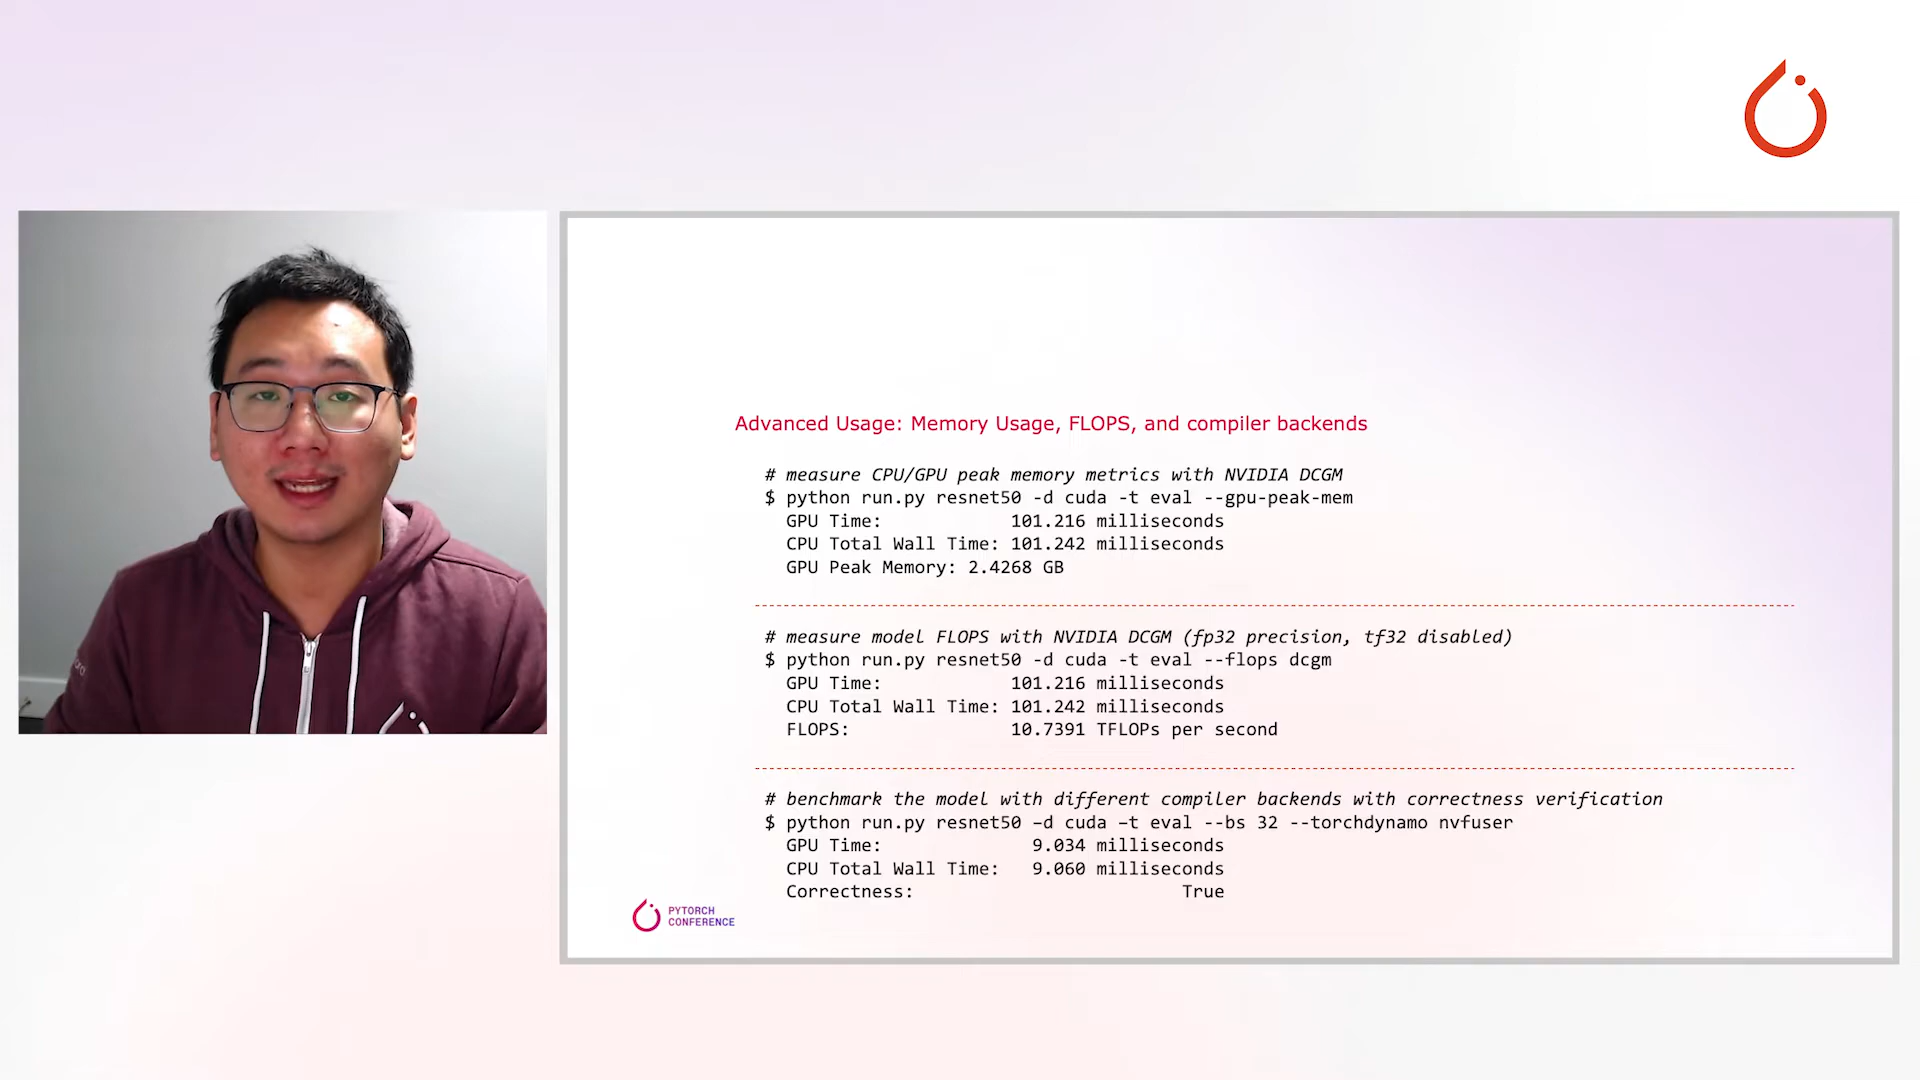 Advanced Usage: Memory Usage, FLOPS, and compiler backends
# measure CPU/GPU peak memory metrics with NVIDIA DCGM
$ python run.py resnet50 -d cuda -t eval --gpu-peak-mem
GPU Time: 101.216 milliseconds
CPU Total Wall Time: 101.242 milliseconds
GPU Peak Memory: 2.4268 GB
# measure model FLOPS with NVIDIA DCGM (fp32 precision, tf32 disabled)
$ python run.py resnet50 -d cuda -t eval --flops dcgm
GPU Time: 101.216 milliseconds
CPU Total Wall Time: 101.242 milliseconds
FLOPS: 10.7391 TFLOPs per second
# benchmark the model with different compiler backends with correctness verification
$ python run.py resnet50 –d cuda –t eval --bs 32 --torchdynamo nvfuser
GPU Time: 9.034 milliseconds
CPU Total Wall Time: 9.060 milliseconds
Correctness: True
PYTORCH
CONFERENCE